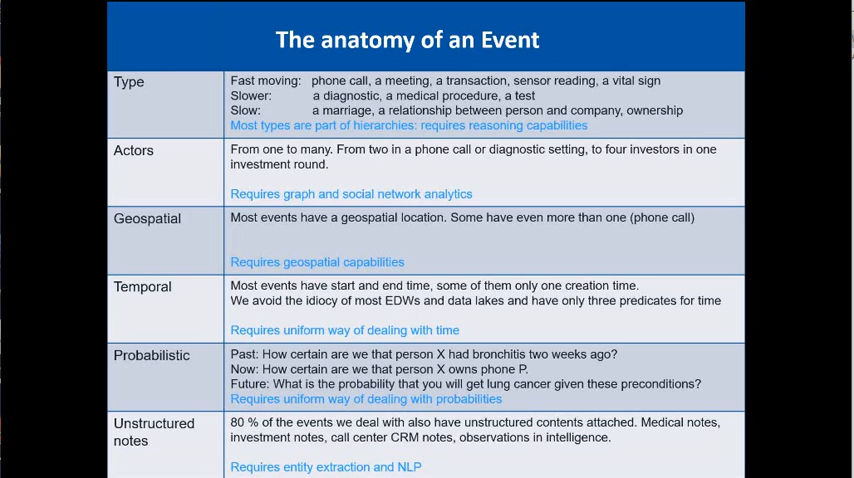 The anatomy of an Event
Type
Fast moving: phone call, a meeting, a transaction, sensor reading, a vital sign
Slower: a diagnostic, a medical procedure, a test
Slow: a marriage, a relationship between person and company, ownership
Most types are part of hierarchies: requires reasoning capabilities
Actors
From one to many. From two in a phone call or diagnostic setting, to four investors in one
investment round.
Requires graph and social network analytics
Geospatial
Most events have a geospatial location. Some have even more than one (phone call)
Requires geospatial capabilities
Temporal
Most events have start and end time, some of them only one creation time.
We avoid the idiocy of most EDWs and data lakes and have only three predicates for time
Requires uniform way of dealing with time
Probabilistic
Past: How certain are we that person X had bronchitis two weeks ago?
Now: How certain are we that person X owns phone P.
Future: What is the probability that you will get lung cancer given these preconditions?
Requires uniform way of dealing with probabilities
Unstructured
notes
80 % of the events we deal with also have unstructured contents attached. Medical notes,
investment notes, call center CRM notes, observations in intelligence.
Requires entity extraction and NLP